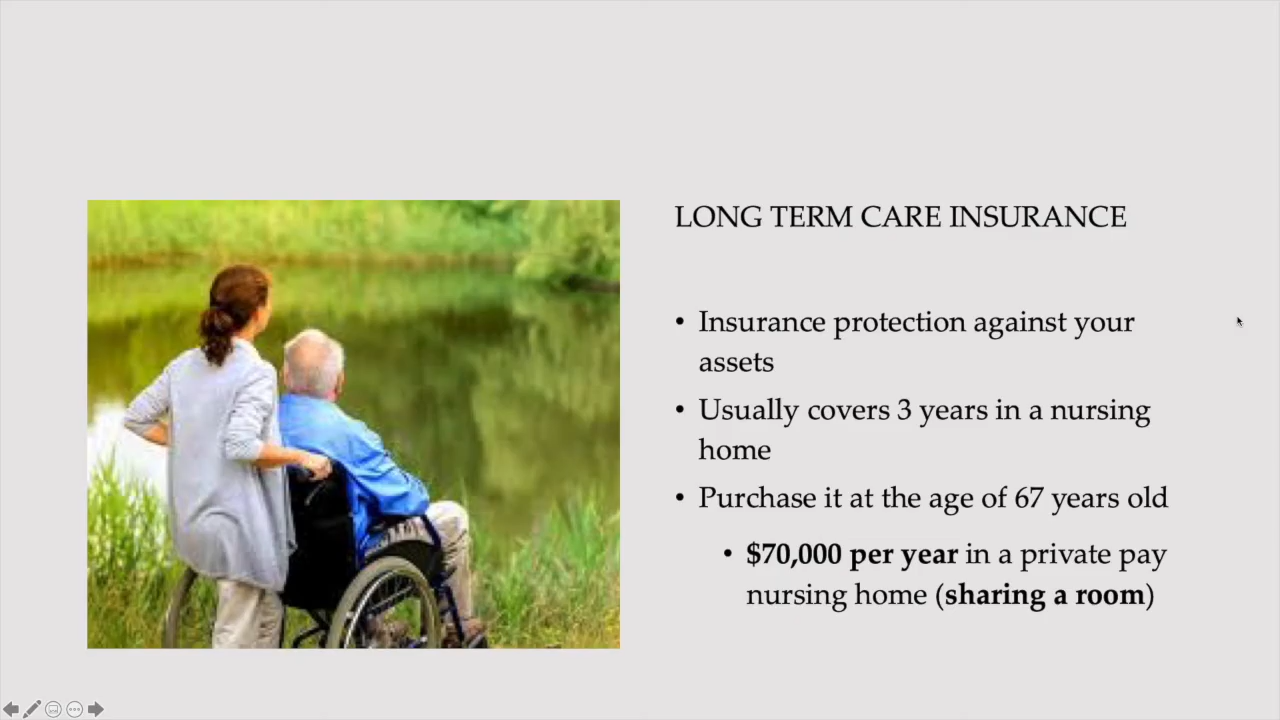 LONG TERM CARE INSURANCE
• Insurance protection against your
assets
• Usually covers 3 years in a nursing
home
• Purchase it at the age of 67 years old
• $70,000 per year in a private pay
nursing home (sharing a room)